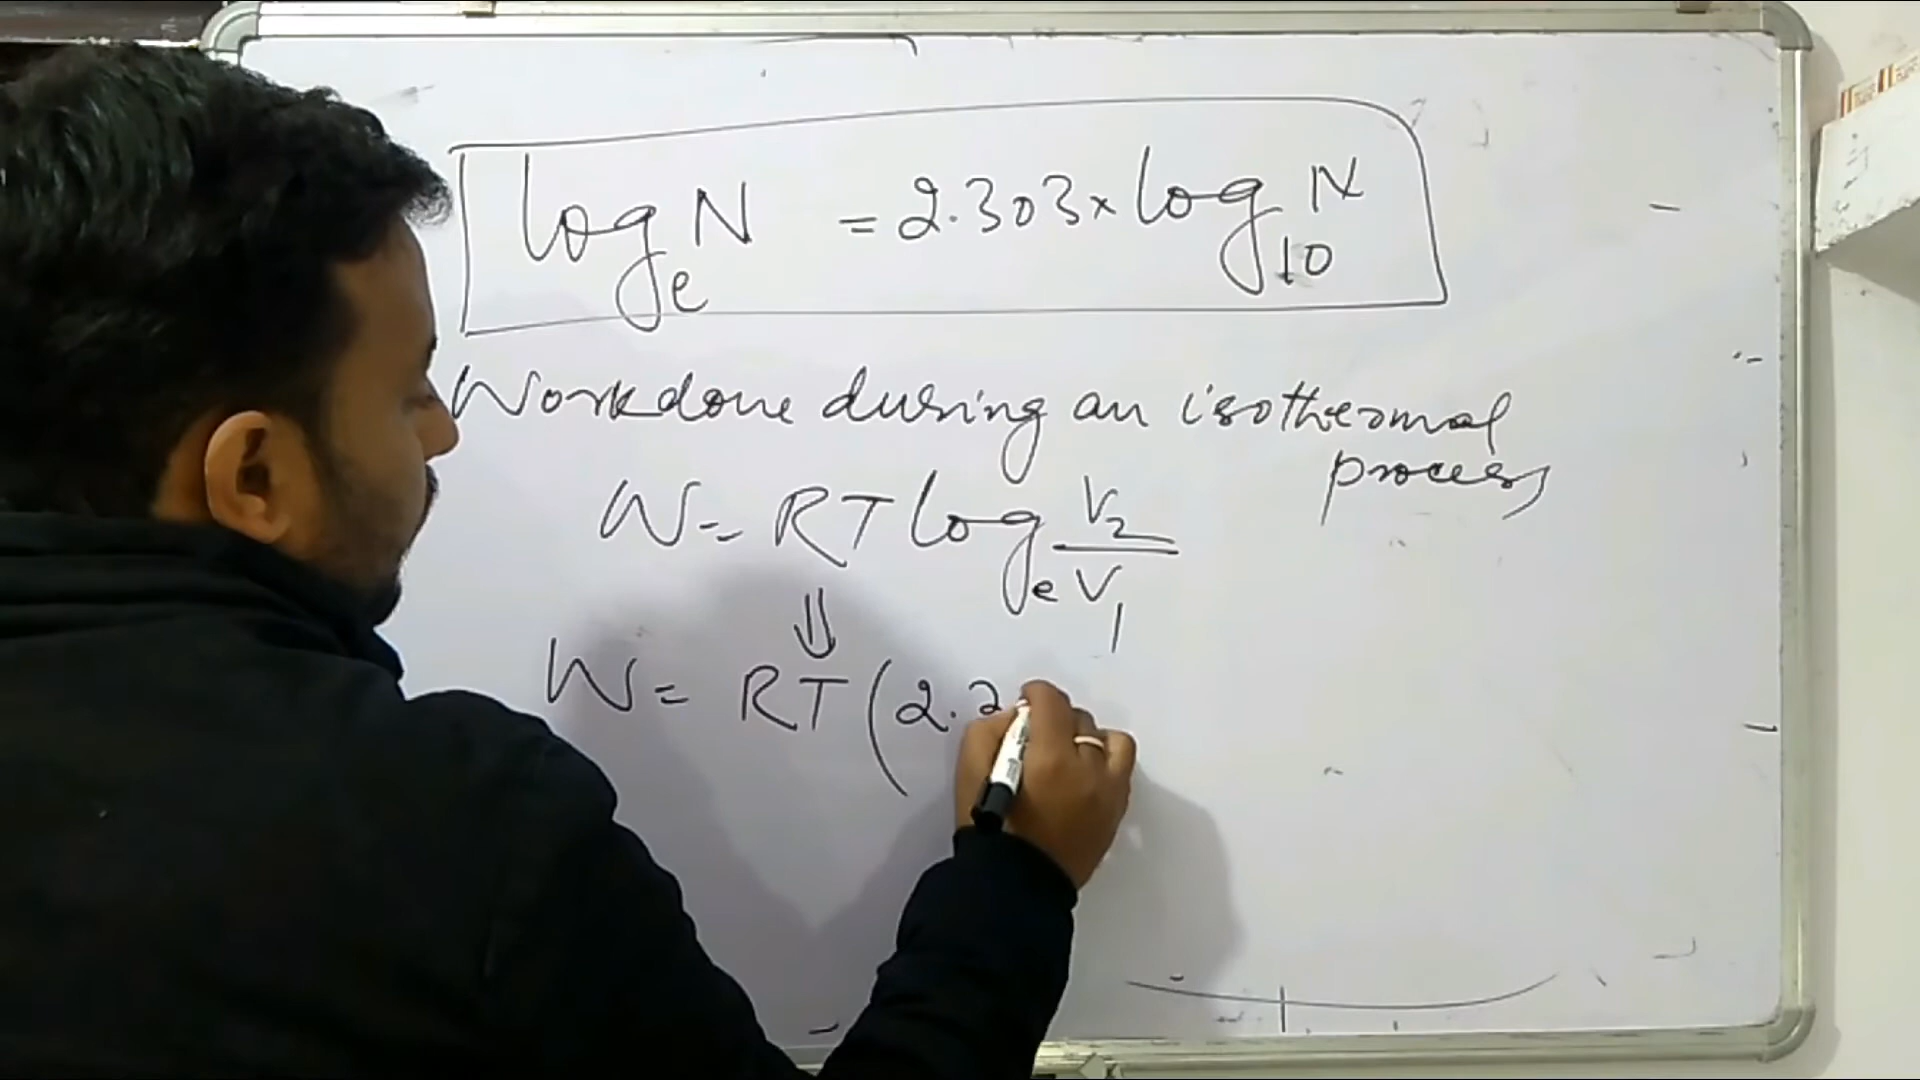 log_e N = 2.303 × log_10 N
Workdone during an isothermal
process
W = RT log_e V₂/V₁
⇓
W = RT (2.3